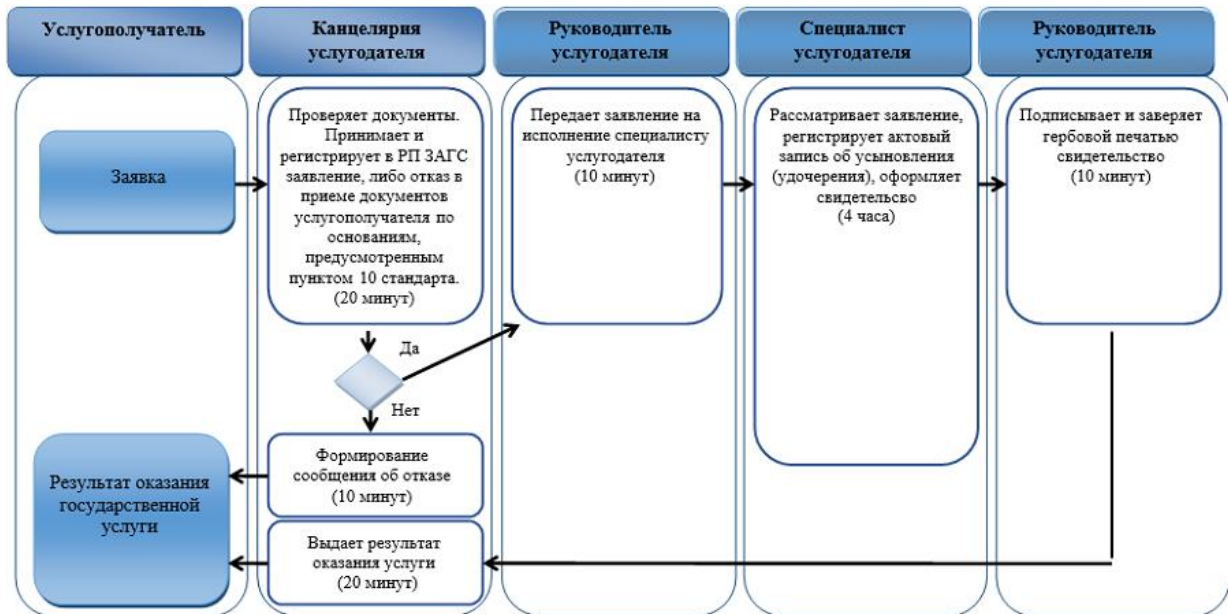 Услугополучатель
Канцелярия
услугодателя
Руководитель
услугодателя
Специалист
услугодателя
Руководитель
услугодателя
Заявка
Проверяет документы.
Принимает и
регистрирует в РП ЗАГС
заявление, либо отказ в
приеме документов
услугополучателя по
основаниям,
предусмотренным
пунктом 10 стандарта.
(20 минут)
Передает заявление на
исполнение специалисту
услугодателя
(10 минут)
Рассматривает заявление,
регистрирует актовый
запись об усыновления
(удочерения), оформляет
свидетельсво
(4 часа)
Подписывает и заверяет
гербовой печатью
свидетельство
(10 минут)
Да
Нет
Формирование
сообщения об отказе
(10 минут)
Результат оказания
государственной
услуги
Выдает результат
оказания услуги
(20 минут)